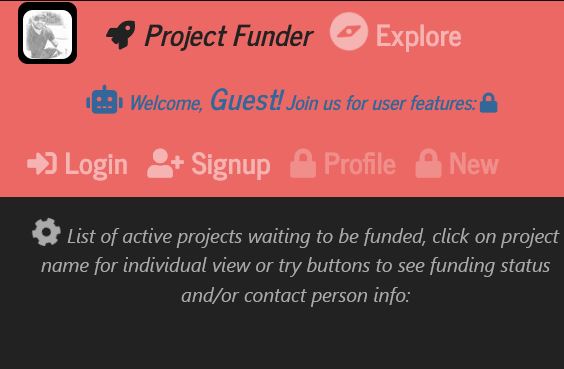 Project Funder Explore
Welcome, Guest! Join us for user features:
Login Signup Profile New
List of active projects waiting to be funded, click on project
name for individual view or try buttons to see funding status
and/or contact person info: